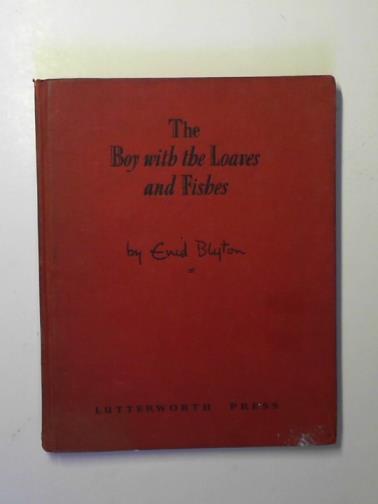 The
Boy with the Loaves
and Fishes
by Enid Blyton
LUTTERWORTH PRESS